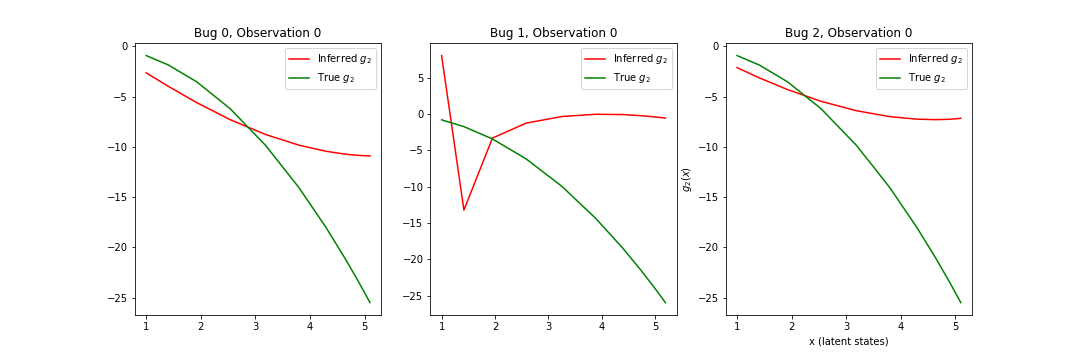 Bug 0, Observation 0
Inferred g₂
True g₂
0
−5
−10
−15
−20
−25
1 2 3 4 5
Bug 1, Observation 0
Inferred g₂
True g₂
5
0
−5
−10
−15
−20
−25
1 2 3 4 5
Bug 2, Observation 0
Inferred g₂
True g₂
g₂(x)
0
−5
−10
−15
−20
−25
1 2 3 4 5
x (latent states)